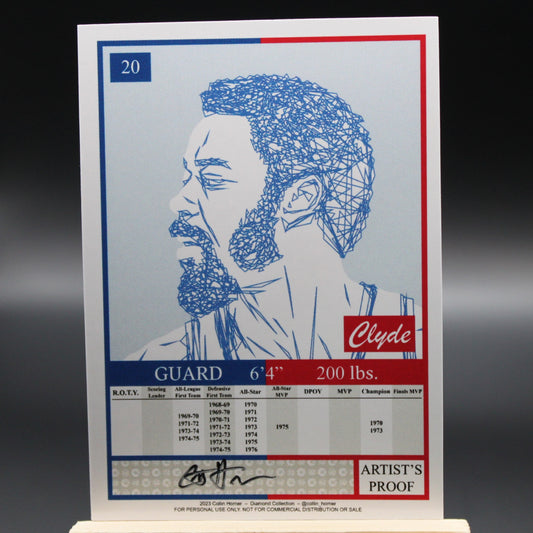 20
Clyde
GUARD 6'4" 200 lbs.
R.O.T.Y. Scoring Leader All-League First Team Defensive First Team All-Star All-Star MVP DPOY MVP Champion Finals MVP
1968-69 1970
1969-70 1969-70 1971
1971-72 1970-71 1972 1970
1973-74 1971-72 1973 1975 1973
1974-75 1972-73 1974
1973-74 1975
1974-75 1976
ARTIST'S
PROOF
2023 Collin Homer – Diamond Collection – @collin_homer
FOR PERSONAL USE ONLY. NOT FOR COMMERCIAL DISTRIBUTION OR SALE.